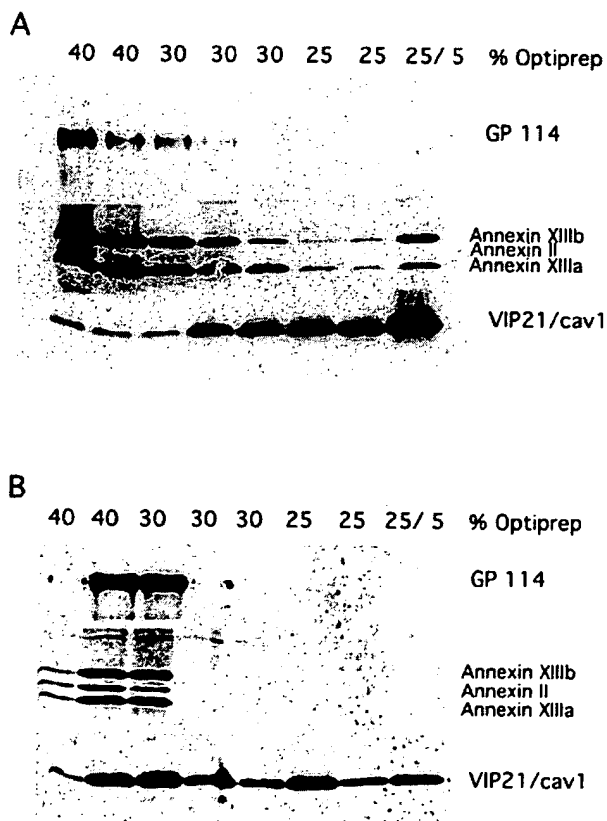 A
40 40 30 30 30 25 25 25/ 5 % Optiprep
GP 114
Annexin XIIIb
Annexin II
Annexin XIIIa
VIP21/cav1
B
40 40 30 30 30 25 25 25/ 5 % Optiprep
GP 114
Annexin XIIIb
Annexin II
Annexin XIIIa
VIP21/cav1